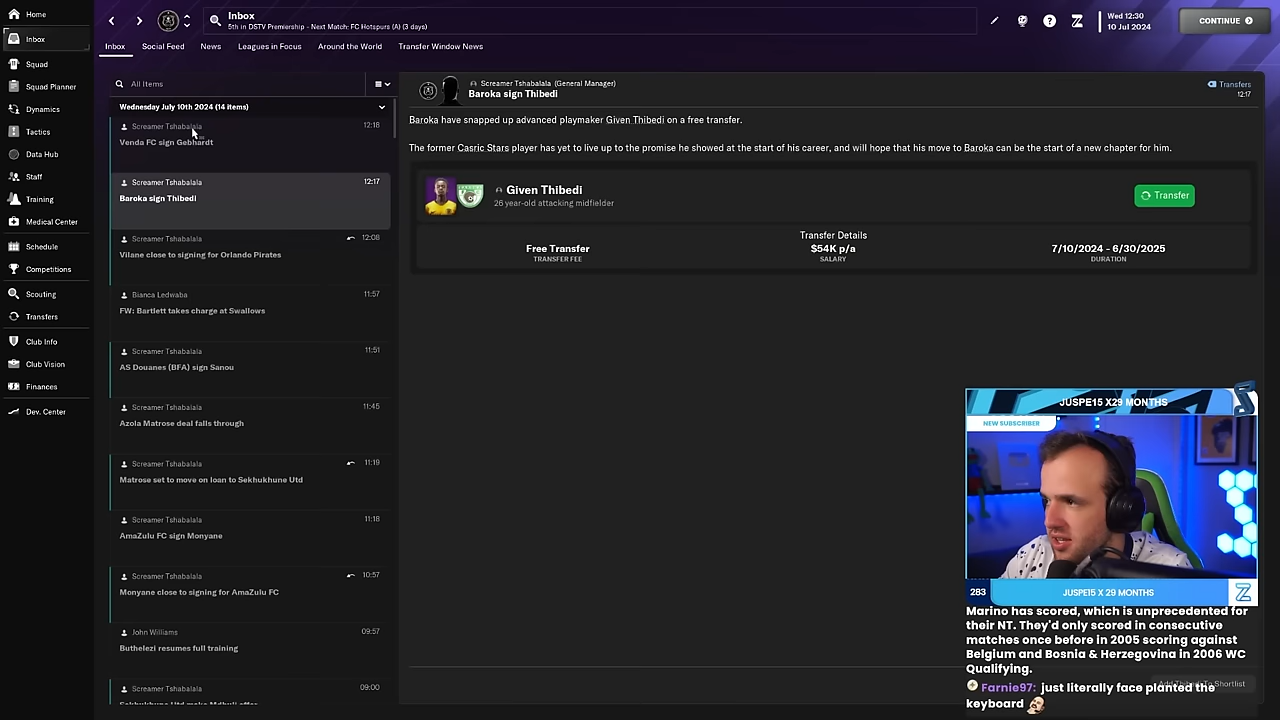 Home
Inbox
Squad
Squad Planner
Dynamics
Tactics
Data Hub
Staff
Training
Medical Center
Schedule
Competitions
Scouting
Transfers
Club Info
Club Vision
Finances
Dev. Center
Inbox
5th in DSTV Premiership - Next Match: FC Hotspurs (A) (3 days)
Wed 12:30
10 Jul 2024
CONTINUE
Inbox
Social Feed
News
Leagues in Focus
Around the World
Transfer Window News
All Items
Wednesday July 10th 2024 (14 items)
Screamer Tshabalala
12:18
Venda FC sign Gebhardt
Screamer Tshabalala
12:17
Baroka sign Thibedi
Screamer Tshabalala
12:08
Vilane close to signing for Orlando Pirates
Bianca Ledwaba
11:57
FW: Bartlett takes charge at Swallows
Screamer Tshabalala
11:51
AS Douanes (BFA) sign Sanou
Screamer Tshabalala
11:45
Azola Matrose deal falls through
Screamer Tshabalala
11:19
Matrose set to move on loan to Sekhukhune Utd
Screamer Tshabalala
11:18
AmaZulu FC sign Monyane
Screamer Tshabalala
10:57
Monyane close to signing for AmaZulu FC
John Williams
09:57
Buthelezi resumes full training
Screamer Tshabalala
09:00
Screamer Tshabalala (General Manager)
Baroka sign Thibedi
Transfers
12:17
Baroka have snapped up advanced playmaker Given Thibedi on a free transfer.
The former Casric Stars player has yet to live up to the promise he showed at the start of his career, and will hope that his move to Baroka can be the start of a new chapter for him.
Given Thibedi
26 year-old attacking midfielder
Transfer
Transfer Details
Free Transfer
TRANSFER FEE
$54K p/a
SALARY
7/10/2024 - 6/30/2025
DURATION
JUSPE15 X29 MONTHS
NEW SUBSCRIBER
283
JUSPE15 X 29 MONTHS
Marino has scored, which is unprecedented for
their NT. They'd only scored in consecutive
matches once before in 2005 scoring against
Belgium and Bosnia & Herzegovina in 2006 WC
Qualifying.
Farnie97: just literally face planted the
keyboard